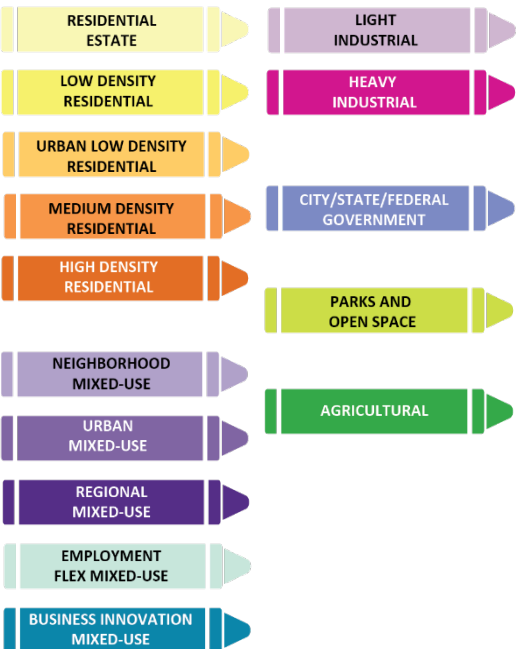 RESIDENTIAL
ESTATE
LOW DENSITY
RESIDENTIAL
URBAN LOW DENSITY
RESIDENTIAL
MEDIUM DENSITY
RESIDENTIAL
HIGH DENSITY
RESIDENTIAL
NEIGHBORHOOD
MIXED-USE
URBAN
MIXED-USE
REGIONAL
MIXED-USE
EMPLOYMENT
FLEX MIXED-USE
BUSINESS INNOVATION
MIXED-USE
LIGHT
INDUSTRIAL
HEAVY
INDUSTRIAL
CITY/STATE/FEDERAL
GOVERNMENT
PARKS AND
OPEN SPACE
AGRICULTURAL